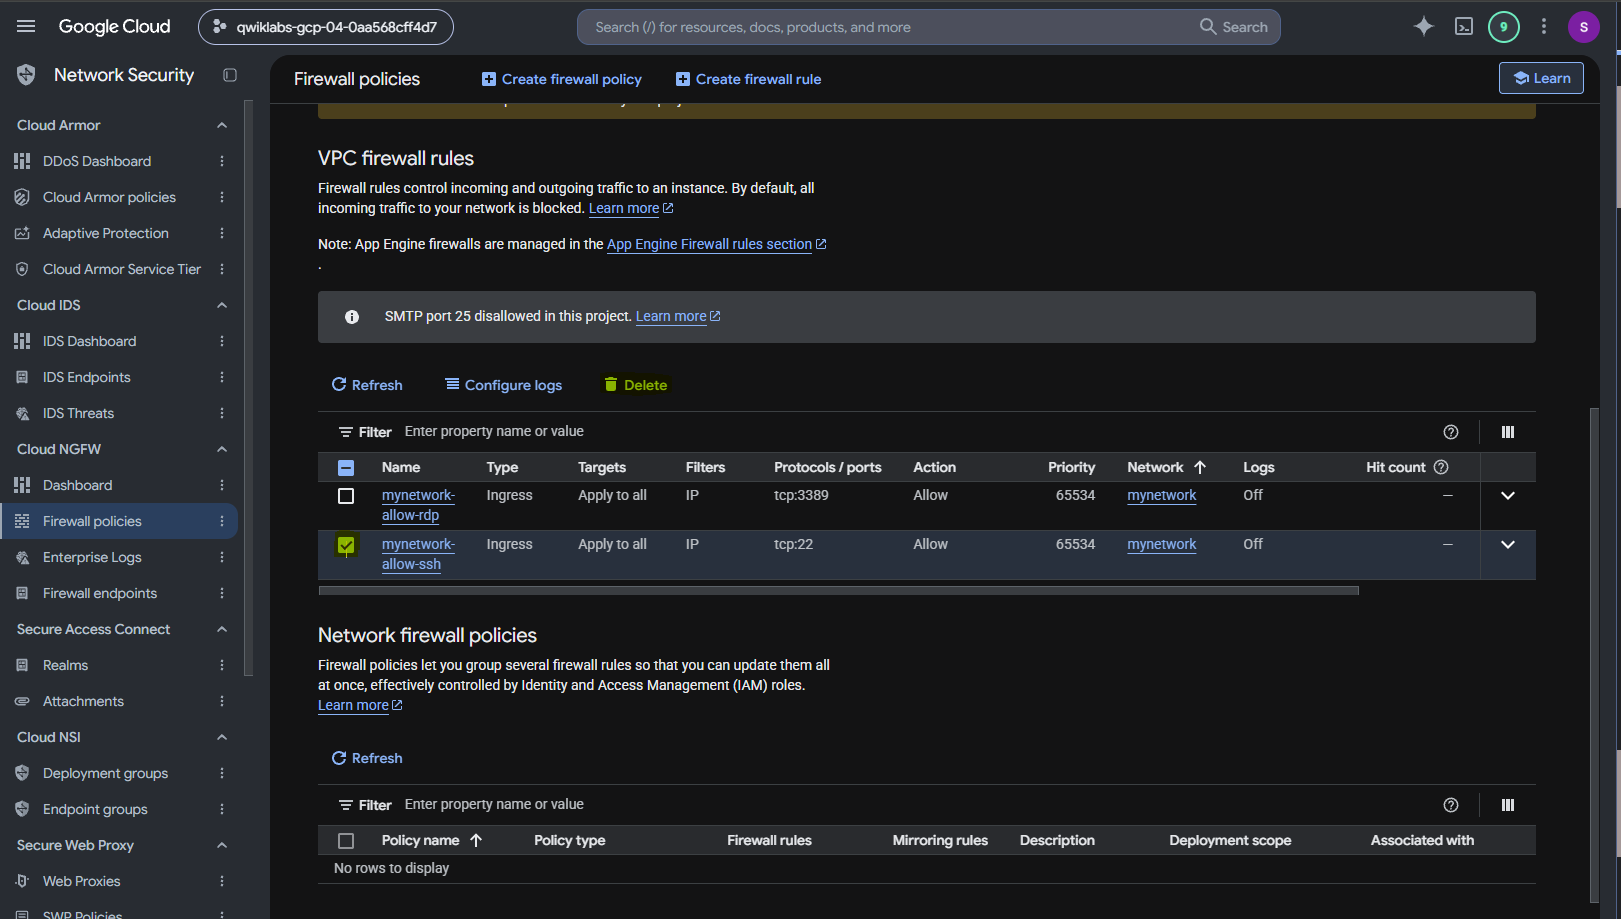 Google Cloud
qwiklabs-gcp-04-0aa568cff4d7
Search (/) for resources, docs, products, and more
Search
9
S
Network Security
Cloud Armor
DDoS Dashboard
Cloud Armor policies
Adaptive Protection
Cloud Armor Service Tier
Cloud IDS
IDS Dashboard
IDS Endpoints
IDS Threats
Cloud NGFW
Dashboard
Firewall policies
Enterprise Logs
Firewall endpoints
Secure Access Connect
Realms
Attachments
Cloud NSI
Deployment groups
Endpoint groups
Secure Web Proxy
Web Proxies
SWP Policies
Firewall policies
Create firewall policy
Create firewall rule
Learn
VPC firewall rules
Firewall rules control incoming and outgoing traffic to an instance. By default, all
incoming traffic to your network is blocked. Learn more
Note: App Engine firewalls are managed in the App Engine Firewall rules section
.
SMTP port 25 disallowed in this project. Learn more
Refresh Configure logs Delete
Filter Enter property name or value
Name Type Targets Filters Protocols / ports Action Priority Network Logs Hit count
mynetwork- Ingress Apply to all IP tcp:3389 Allow 65534 mynetwork Off —
allow-rdp
mynetwork- Ingress Apply to all IP tcp:22 Allow 65534 mynetwork Off —
allow-ssh
Network firewall policies
Firewall policies let you group several firewall rules so that you can update them all
at once, effectively controlled by Identity and Access Management (IAM) roles.
Learn more
Refresh
Filter Enter property name or value
Policy name Policy type Firewall rules Mirroring rules Description Deployment scope Associated with
No rows to display